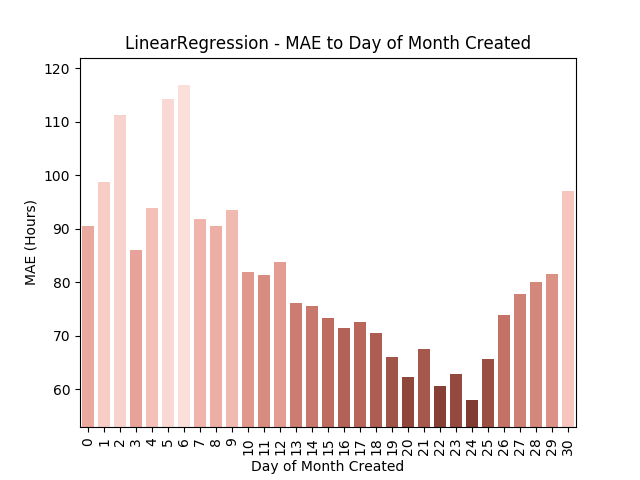 LinearRegression - MAE to Day of Month Created
120
110
100
90
80
70
60
MAE (Hours)
0 1 2 3 4 5 6 7 8 9 10 11 12 13 14 15 16 17 18 19 20 21 22 23 24 25 26 27 28 29 30
Day of Month Created